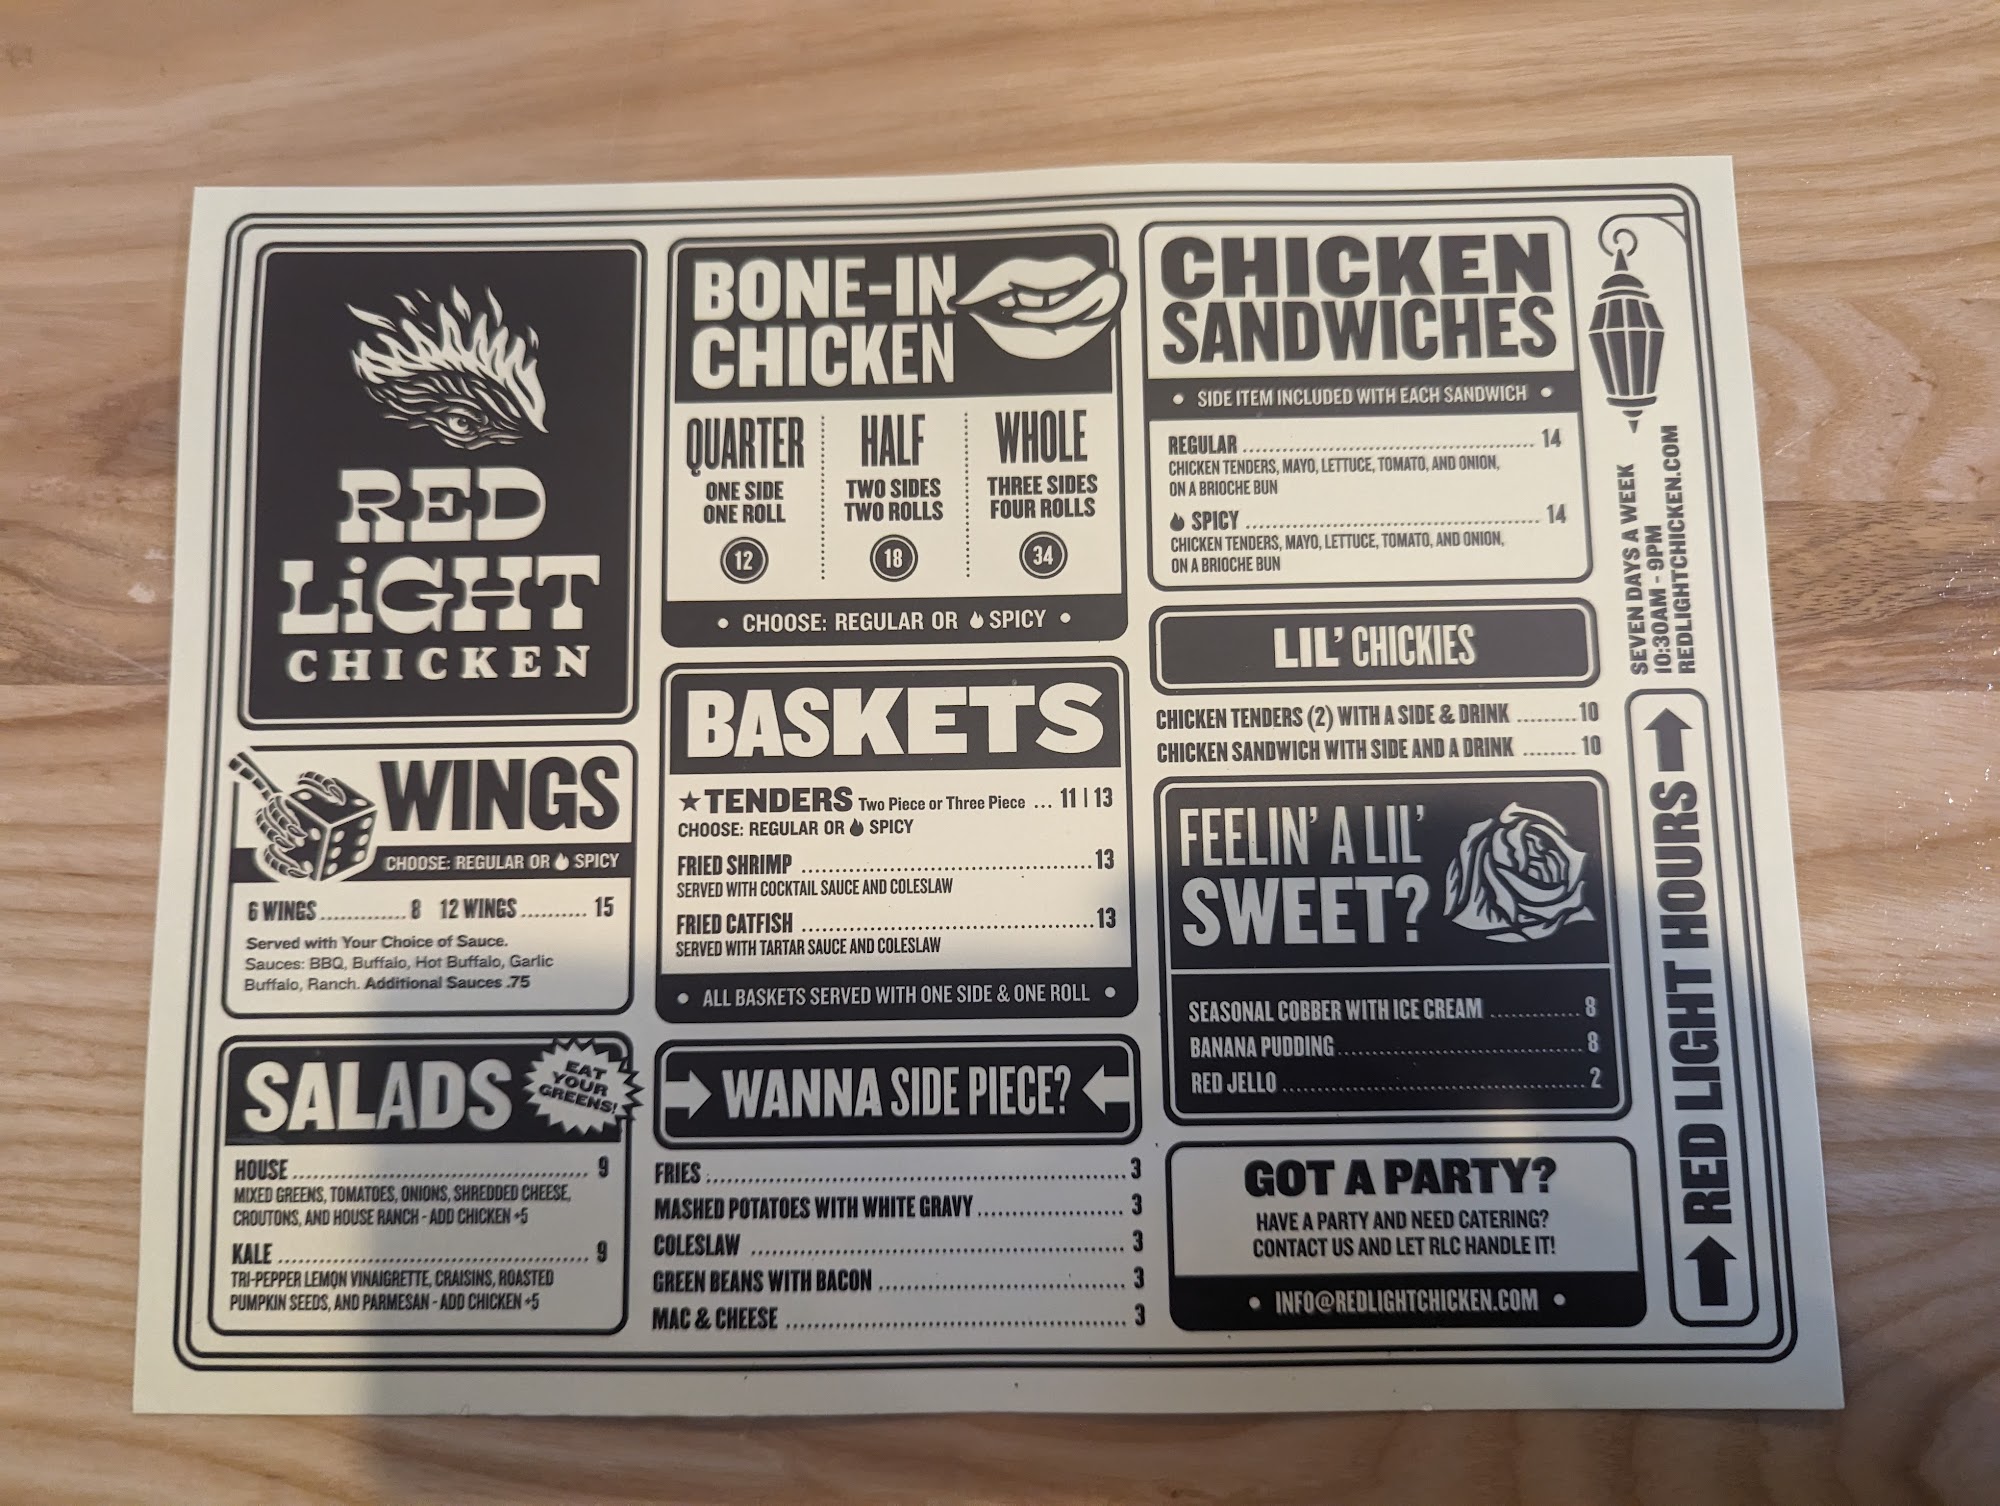 RED
LiGHT
CHICKEN
WINGS
CHOOSE: REGULAR OR SPICY
6 WINGS ............ 8 12 WINGS .......... 15
Served with Your Choice of Sauce.
Sauces: BBQ, Buffalo, Hot Buffalo, Garlic
Buffalo, Ranch. Additional Sauces .75
SALADS
EAT
YOUR
GREENS!
HOUSE ............ 9
MIXED GREENS, TOMATOES, ONIONS, SHREDDED CHEESE,
CROUTONS, AND HOUSE RANCH - ADD CHICKEN +5
KALE ............ 9
TRI-PEPPER LEMON VINAIGRETTE, CRAISINS, ROASTED
PUMPKIN SEEDS, AND PARMESAN - ADD CHICKEN +5
BONE-IN
CHICKEN
QUARTER
ONE SIDE
ONE ROLL
12
HALF
TWO SIDES
TWO ROLLS
18
WHOLE
THREE SIDES
FOUR ROLLS
34
• CHOOSE: REGULAR OR SPICY •
BASKETS
★ TENDERS Two Piece or Three Piece ... 11 | 13
CHOOSE: REGULAR OR SPICY
FRIED SHRIMP ............ 13
SERVED WITH COCKTAIL SAUCE AND COLESLAW
FRIED CATFISH ............ 13
SERVED WITH TARTAR SAUCE AND COLESLAW
• ALL BASKETS SERVED WITH ONE SIDE & ONE ROLL •
WANNA SIDE PIECE?
FRIES ............ 3
MASHED POTATOES WITH WHITE GRAVY ............ 3
COLESLAW ............ 3
GREEN BEANS WITH BACON ............ 3
MAC & CHEESE ............ 3
CHICKEN
SANDWICHES
• SIDE ITEM INCLUDED WITH EACH SANDWICH •
REGULAR ............ 14
CHICKEN TENDERS, MAYO, LETTUCE, TOMATO, AND ONION,
ON A BRIOCHE BUN
SPICY ............ 14
CHICKEN TENDERS, MAYO, LETTUCE, TOMATO, AND ONION,
ON A BRIOCHE BUN
LIL' CHICKIES
CHICKEN TENDERS (2) WITH A SIDE & DRINK ......... 10
CHICKEN SANDWICH WITH SIDE AND A DRINK ........ 10
FEELIN' A LIL'
SWEET?
SEASONAL COBBER WITH ICE CREAM ............ 8
BANANA PUDDING ............ 8
RED JELLO ............ 2
GOT A PARTY?
HAVE A PARTY AND NEED CATERING?
CONTACT US AND LET RLC HANDLE IT!
• INFO@REDLIGHTCHICKEN.COM •
RED LIGHT HOURS
SEVEN DAYS A WEEK
10:30AM - 9PM
REDLIGHTCHICKEN.COM